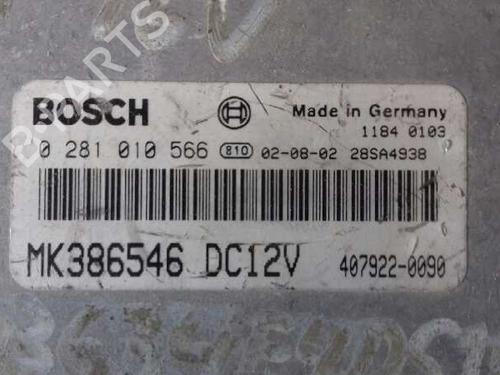 B-PARTS
BOSCH Made in Germany
1184 0103
0 281 010 566 810 02-08-02 28SA4938
MK386546 DC12V 407922-0090